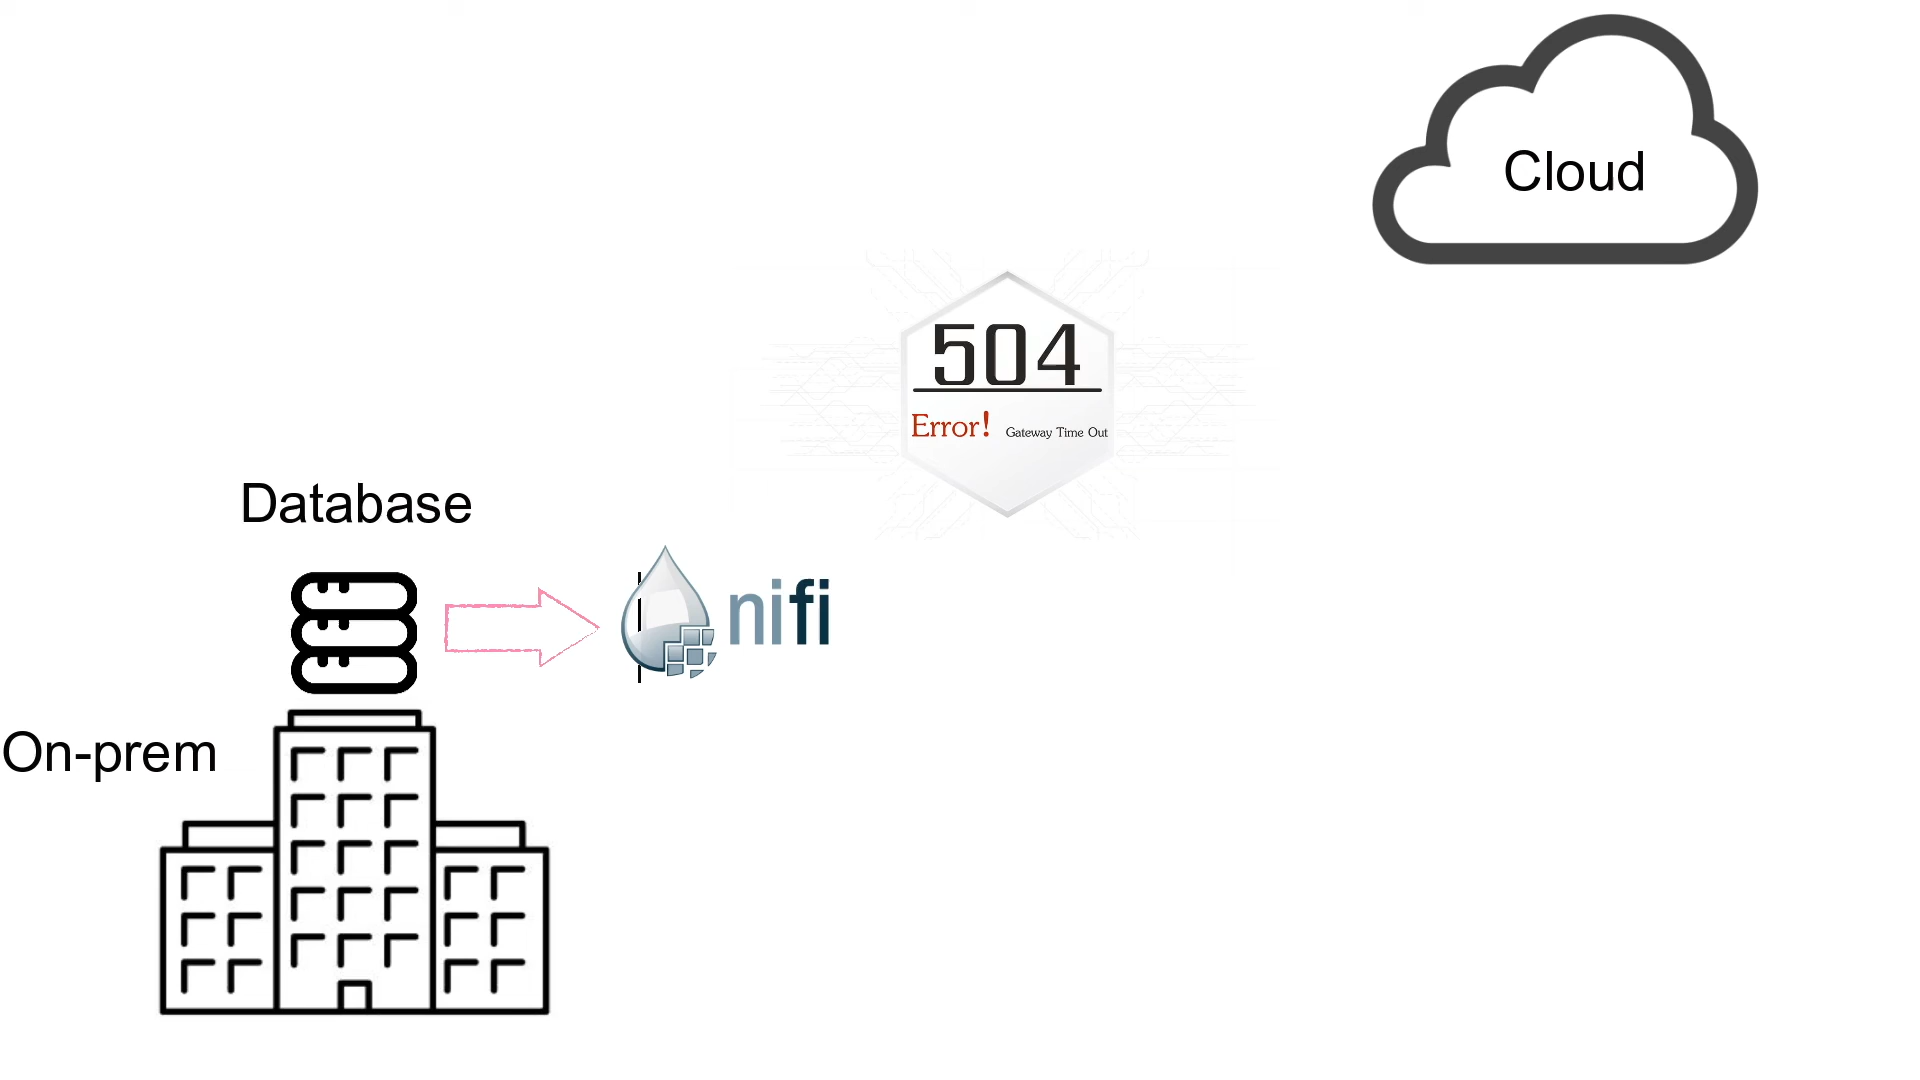 Cloud
504
Error! Gateway Time Out
Database
nifi
On-prem